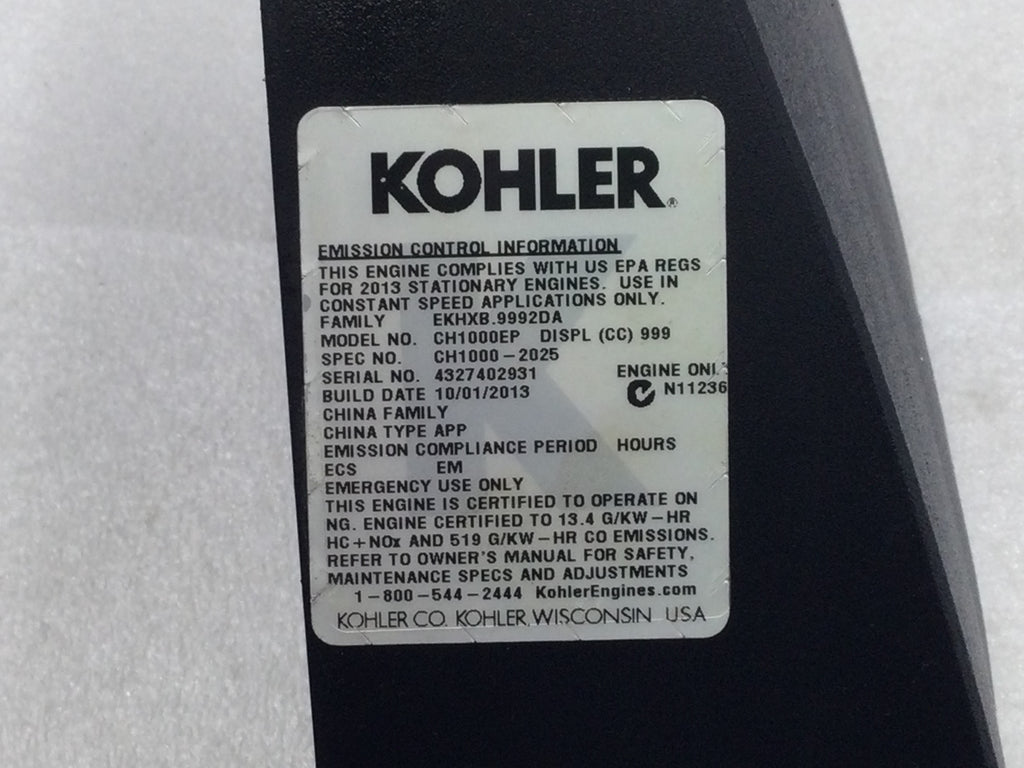 KOHLER®
EMISSION CONTROL INFORMATION
THIS ENGINE COMPLIES WITH US EPA REGS
FOR 2013 STATIONARY ENGINES. USE IN
CONSTANT SPEED APPLICATIONS ONLY.
FAMILY EKHXB.9992DA
MODEL NO. CH1000EP DISPL (CC) 999
SPEC NO. CH1000-2025
SERIAL NO. 4327402931 ENGINE ONLY
BUILD DATE 10/01/2013 N11236
CHINA FAMILY
CHINA TYPE APP
EMISSION COMPLIANCE PERIOD HOURS
ECS EM
EMERGENCY USE ONLY
THIS ENGINE IS CERTIFIED TO OPERATE ON
NG. ENGINE CERTIFIED TO 13.4 G/KW-HR
HC+NOx AND 519 G/KW-HR CO EMISSIONS.
REFER TO OWNER'S MANUAL FOR SAFETY,
MAINTENANCE SPECS AND ADJUSTMENTS
1-800-544-2444 KohlerEngines.com
KOHLER CO. KOHLER, WISCONSIN USA